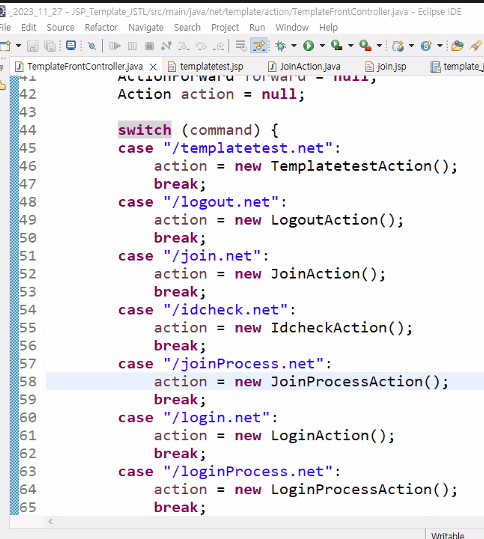 _2023_11_27 - JSP_Template_JSTL/src/main/java/net/template/action/TemplateFrontController.java - Eclipse IDE
File Edit Source Refactor Navigate Search Project Run Window Help
TemplateFrontController.java templatetest.jsp JoinAction.java join.jsp template_j
41 ActionForward forward = null;
42 Action action = null;
43
44 switch (command) {
45 case "/templatetest.net":
46 action = new TemplatetestAction();
47 break;
48 case "/logout.net":
49 action = new LogoutAction();
50 break;
51 case "/join.net":
52 action = new JoinAction();
53 break;
54 case "/idcheck.net":
55 action = new IdcheckAction();
56 break;
57 case "/joinProcess.net":
58 action = new JoinProcessAction();
59 break;
60 case "/login.net":
61 action = new LoginAction();
62 break;
63 case "/loginProcess.net":
64 action = new LoginProcessAction();
65 break;
Writable